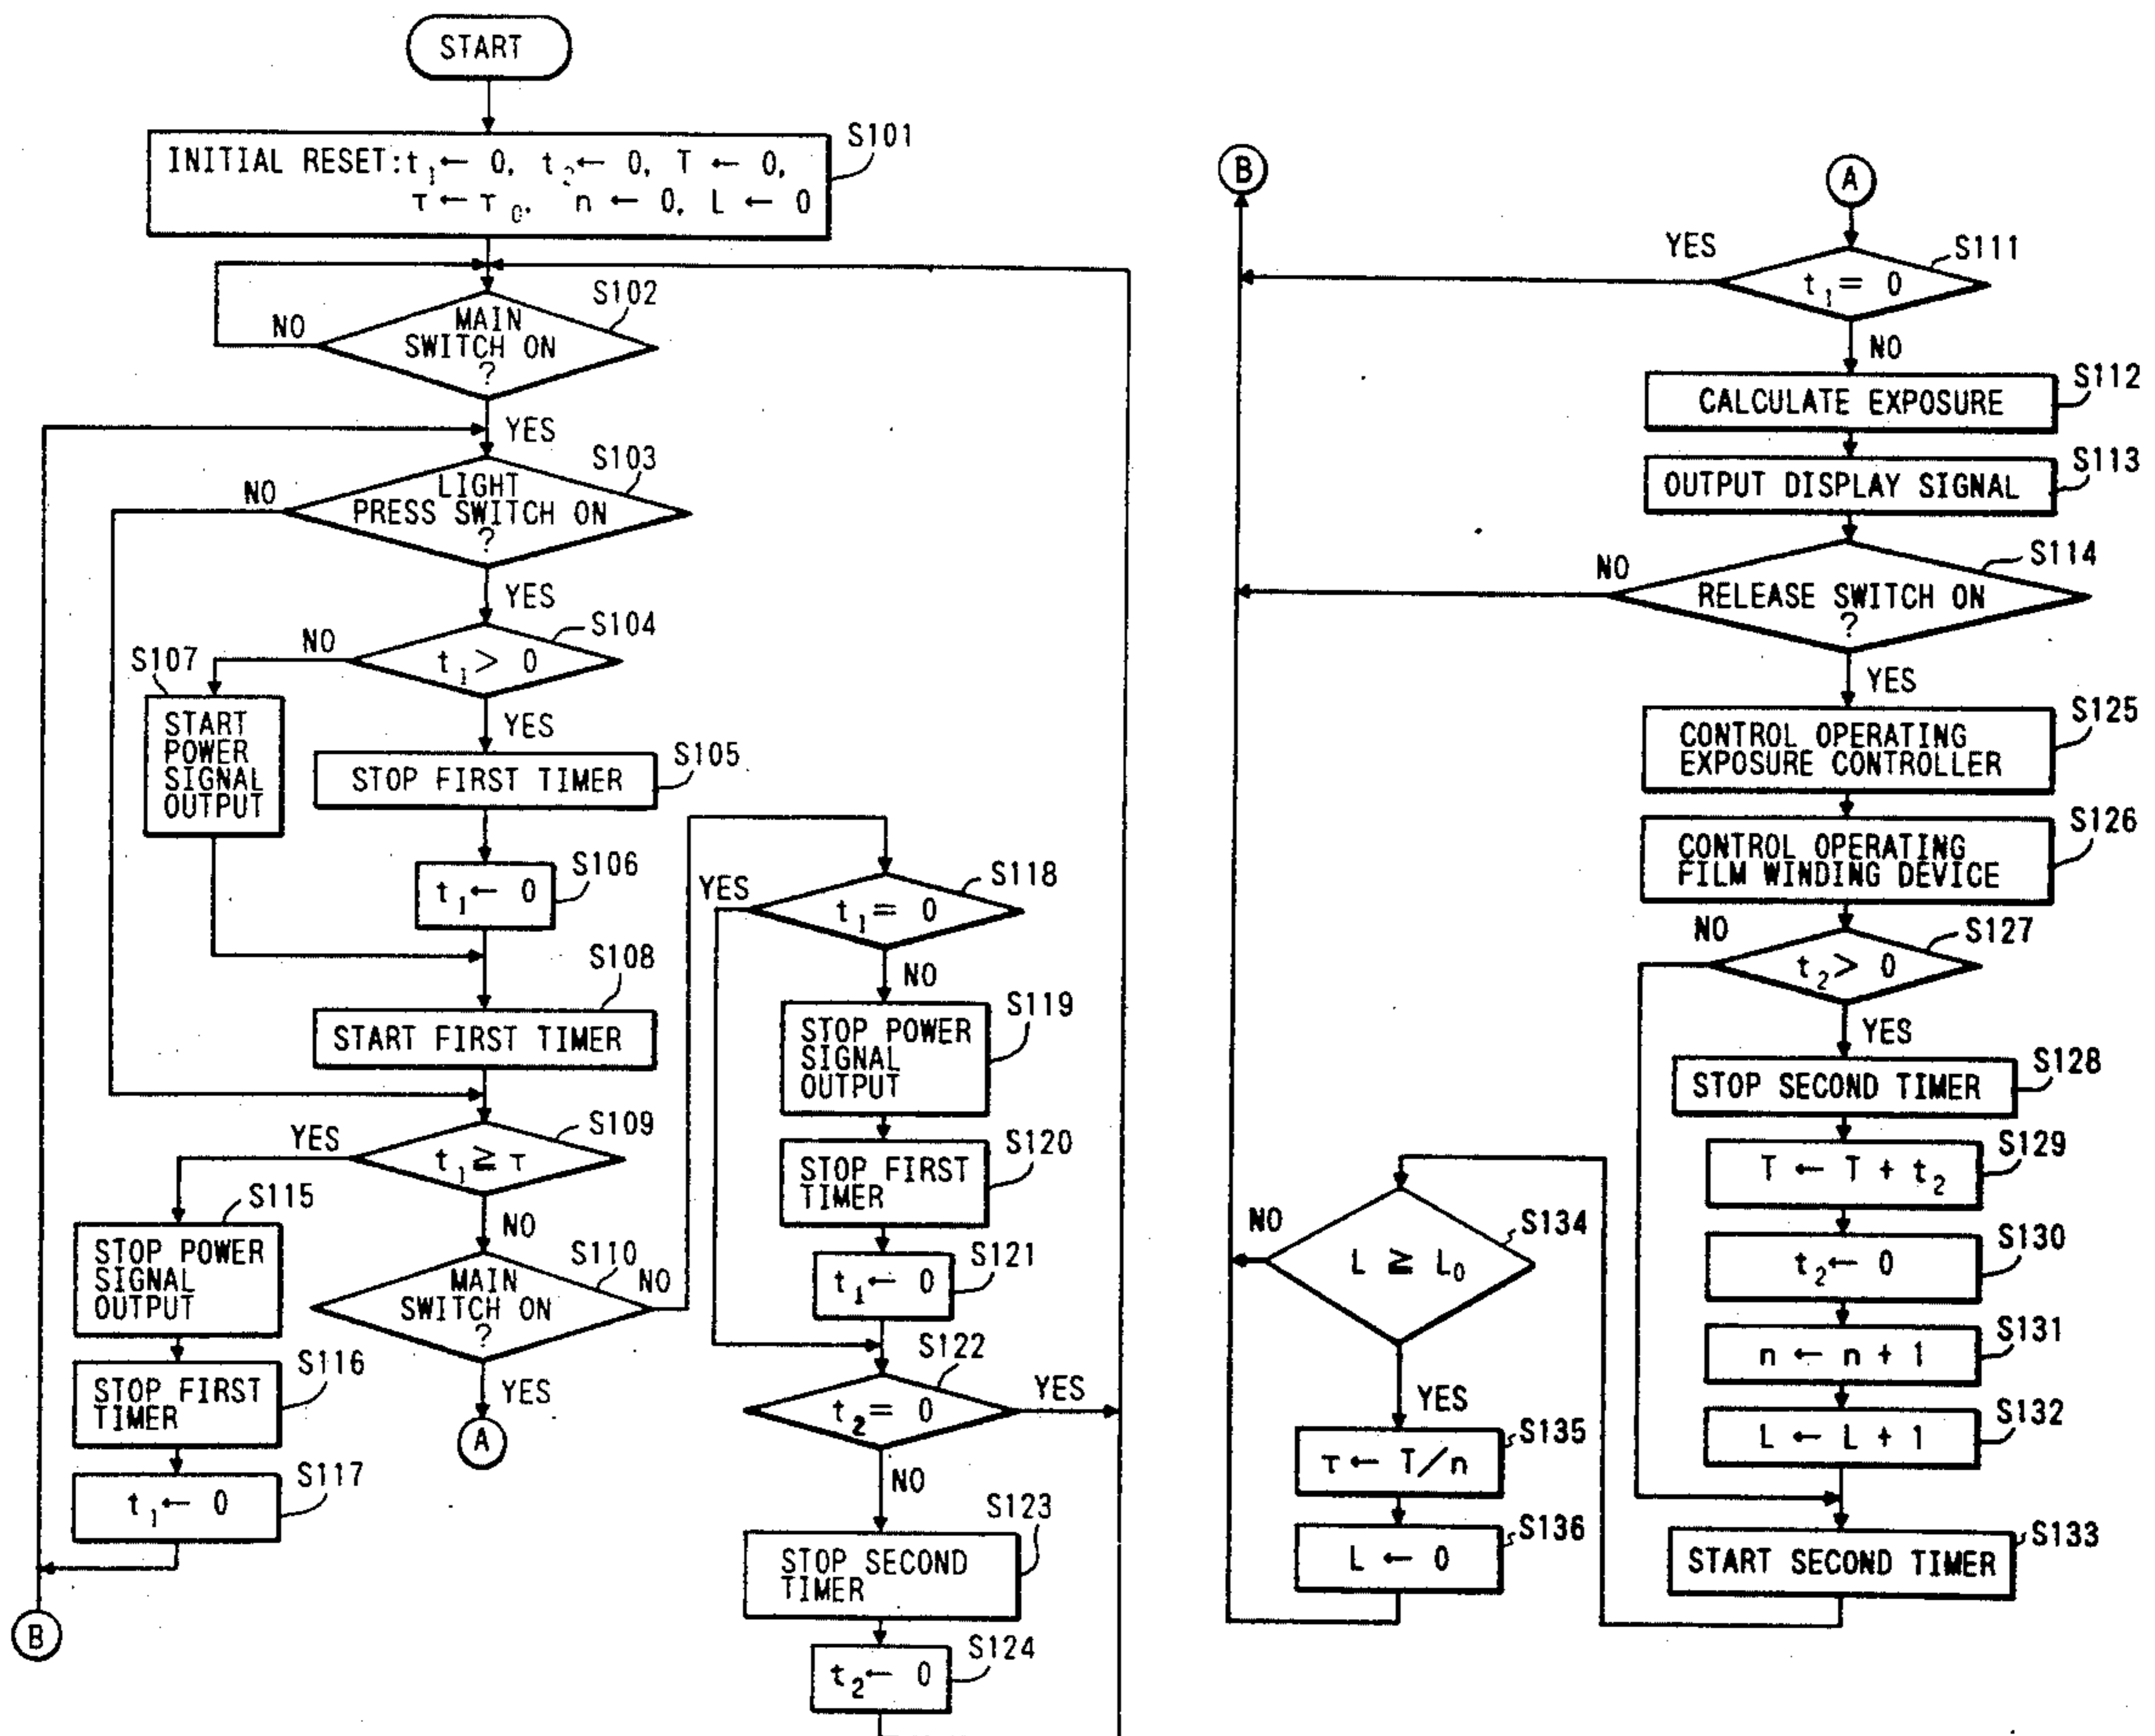 START
S101
INITIAL RESET: t₁ ← 0, t₂ ← 0, T ← 0,
τ ← τ₀, n ← 0, L ← 0
S102
MAIN
SWITCH ON
?
NO
YES
S103
LIGHT
PRESS SWITCH ON
?
NO
YES
S104
t₁ > 0
NO
YES
S107
START
POWER
SIGNAL
OUTPUT
S105
STOP FIRST TIMER
S106
t₁ ← 0
S108
START FIRST TIMER
S109
t₁ ≧ τ
YES
NO
S115
STOP POWER
SIGNAL
OUTPUT
S116
STOP FIRST
TIMER
S117
t₁ ← 0
B
S110
MAIN
SWITCH ON
?
NO
YES
A
S118
t₁ = 0
YES
NO
S119
STOP POWER
SIGNAL
OUTPUT
S120
STOP FIRST
TIMER
S121
t₁ ← 0
S122
t₂ = 0
YES
NO
S123
STOP SECOND
TIMER
S124
t₂ ← 0
B
A
S111
t₁ = 0
YES
NO
S112
CALCULATE EXPOSURE
S113
OUTPUT DISPLAY SIGNAL
S114
RELEASE SWITCH ON
?
NO
YES
S125
CONTROL OPERATING
EXPOSURE CONTROLLER
S126
CONTROL OPERATING
FILM WINDING DEVICE
S127
t₂ > 0
NO
YES
S128
STOP SECOND TIMER
S129
T ← T + t₂
S130
t₂ ← 0
S131
n ← n + 1
S132
L ← L + 1
S133
START SECOND TIMER
S134
L ≧ L₀
NO
YES
S135
τ ← T/n
S136
L ← 0